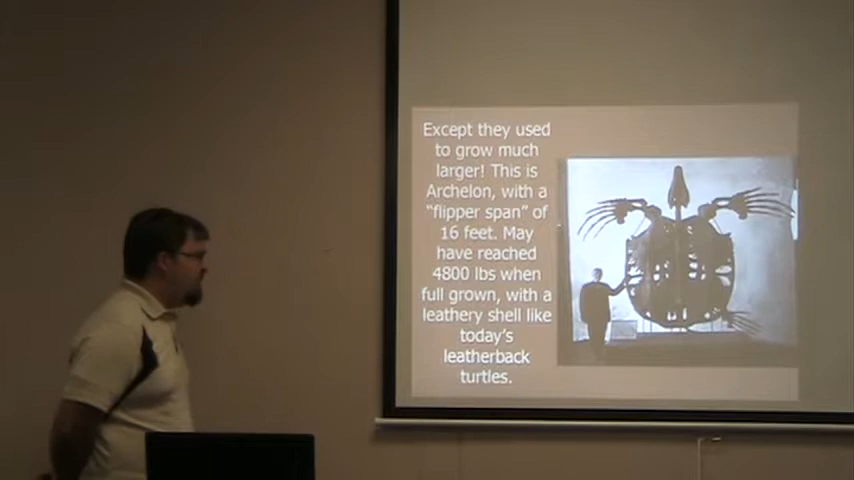 Except they used
to grow much
larger! This is
Archelon, with a
“flipper span” of
16 feet. May
have reached
4800 lbs when
full grown, with a
leathery shell like
today’s
leatherback
turtles.